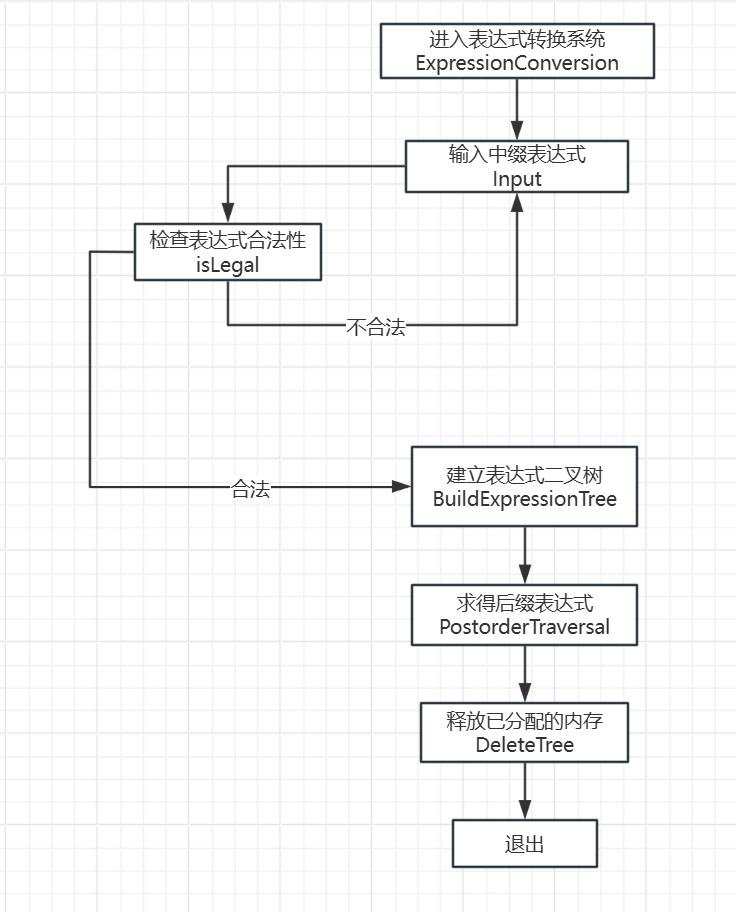 进入表达式转换系统
ExpressionConversion
输入中缀表达式
Input
检查表达式合法性
isLegal
不合法
合法
建立表达式二叉树
BuildExpressionTree
求得后缀表达式
PostorderTraversal
释放已分配的内存
DeleteTree
退出